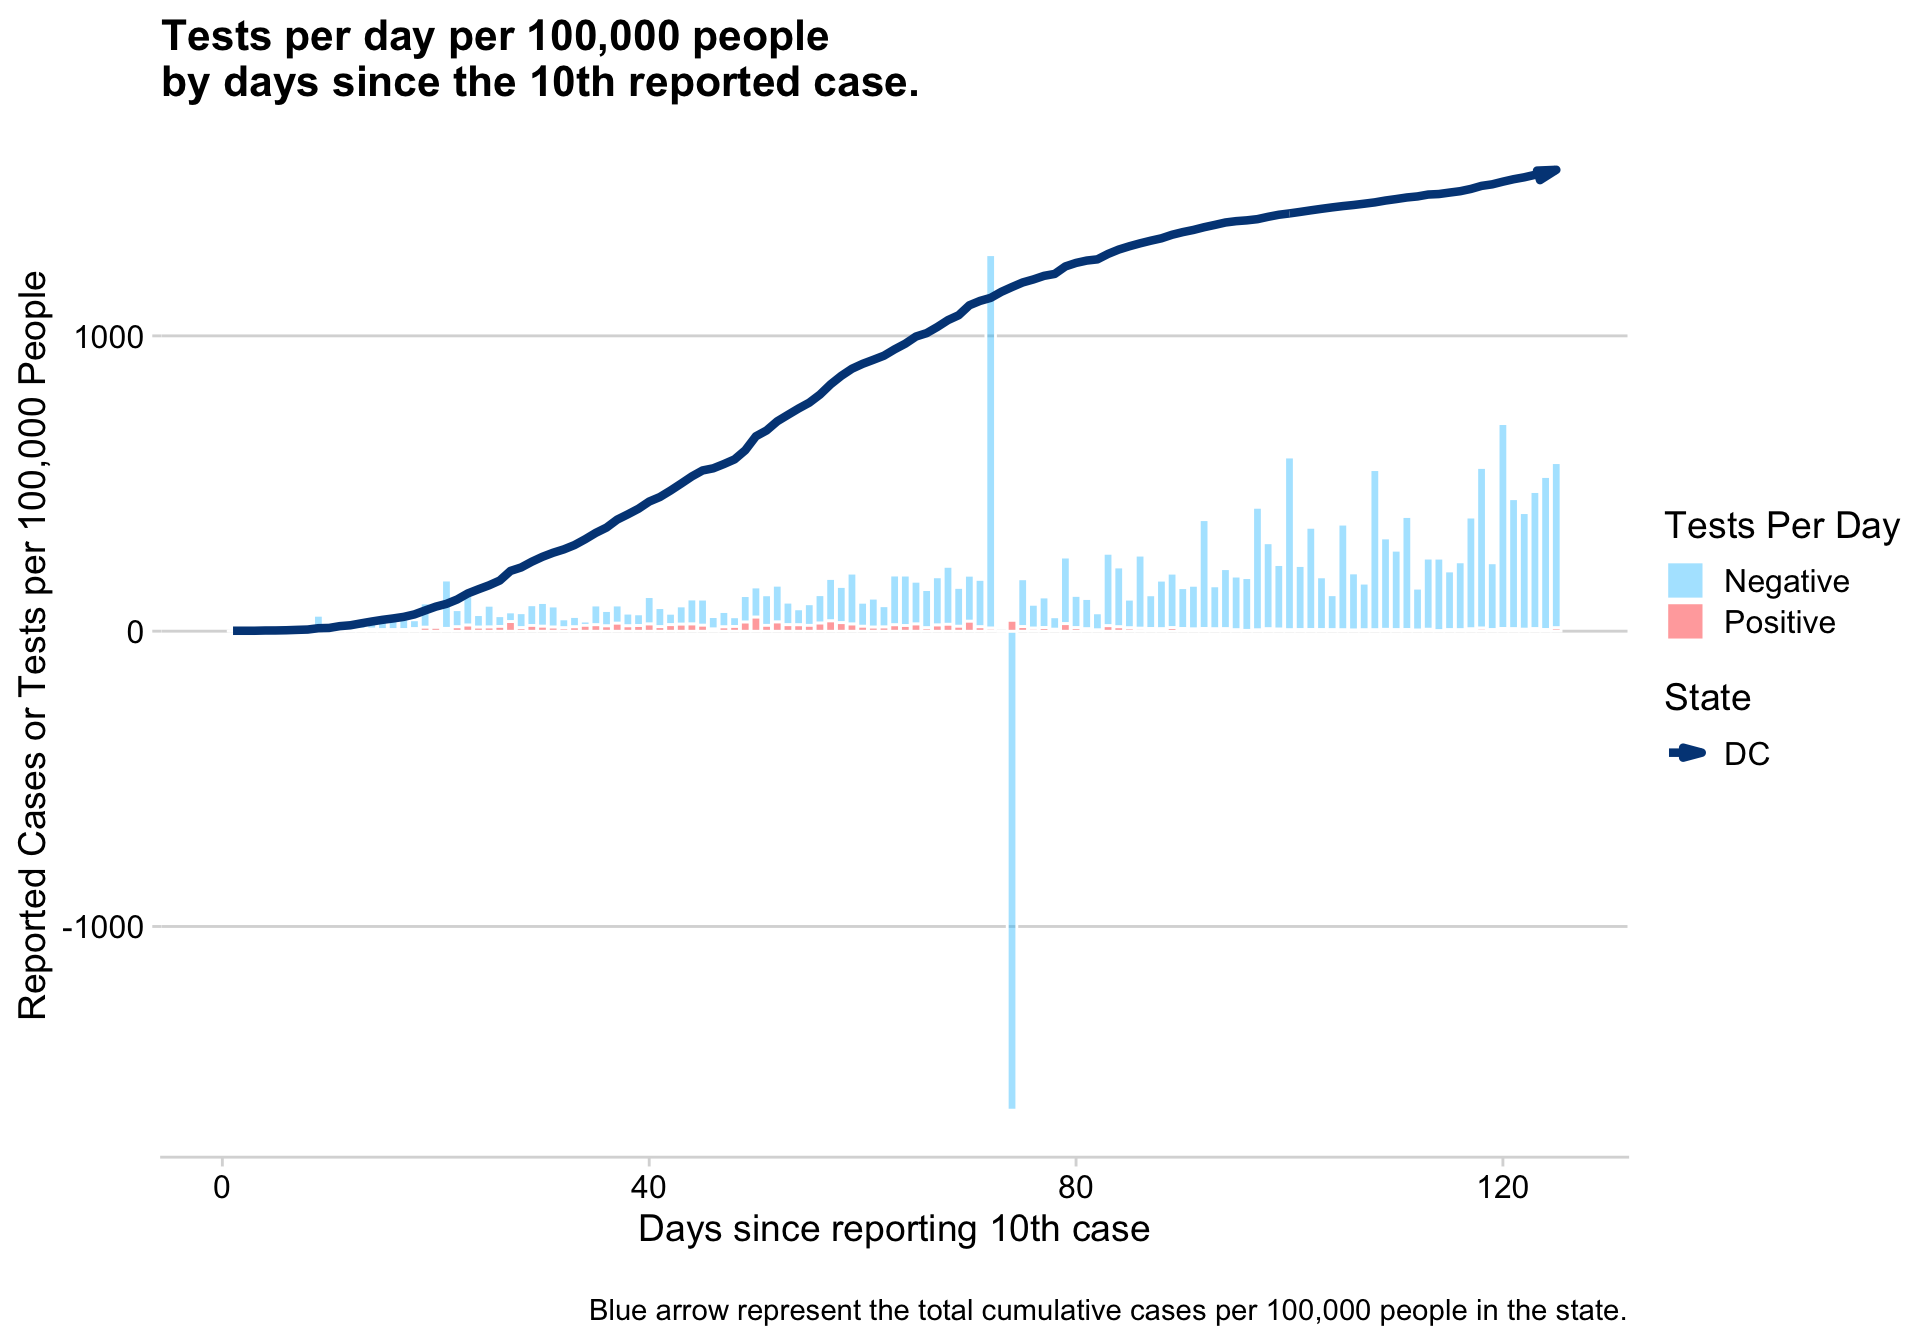 Tests per day per 100,000 people
by days since the 10th reported case.
Reported Cases or Tests per 100,000 People
1000
0
-1000
0
40
80
120
Days since reporting 10th case
Tests Per Day
Negative
Positive
State
DC
Blue arrow represent the total cumulative cases per 100,000 people in the state.